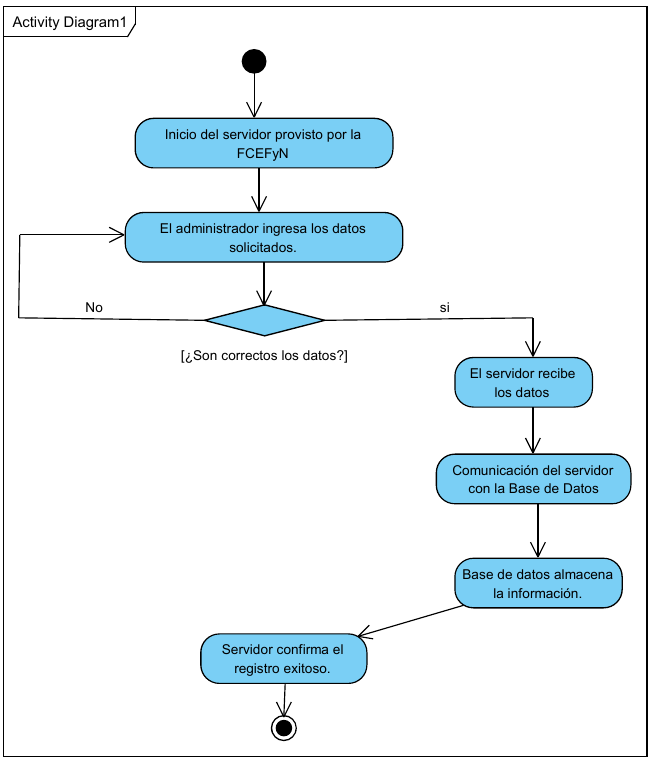 Activity Diagram1
Inicio del servidor provisto por la
FCEFyN
El administrador ingresa los datos
solicitados.
No
si
[¿Son correctos los datos?]
El servidor recibe
los datos
Comunicación del servidor
con la Base de Datos
Base de datos almacena
la información.
Servidor confirma el
registro exitoso.